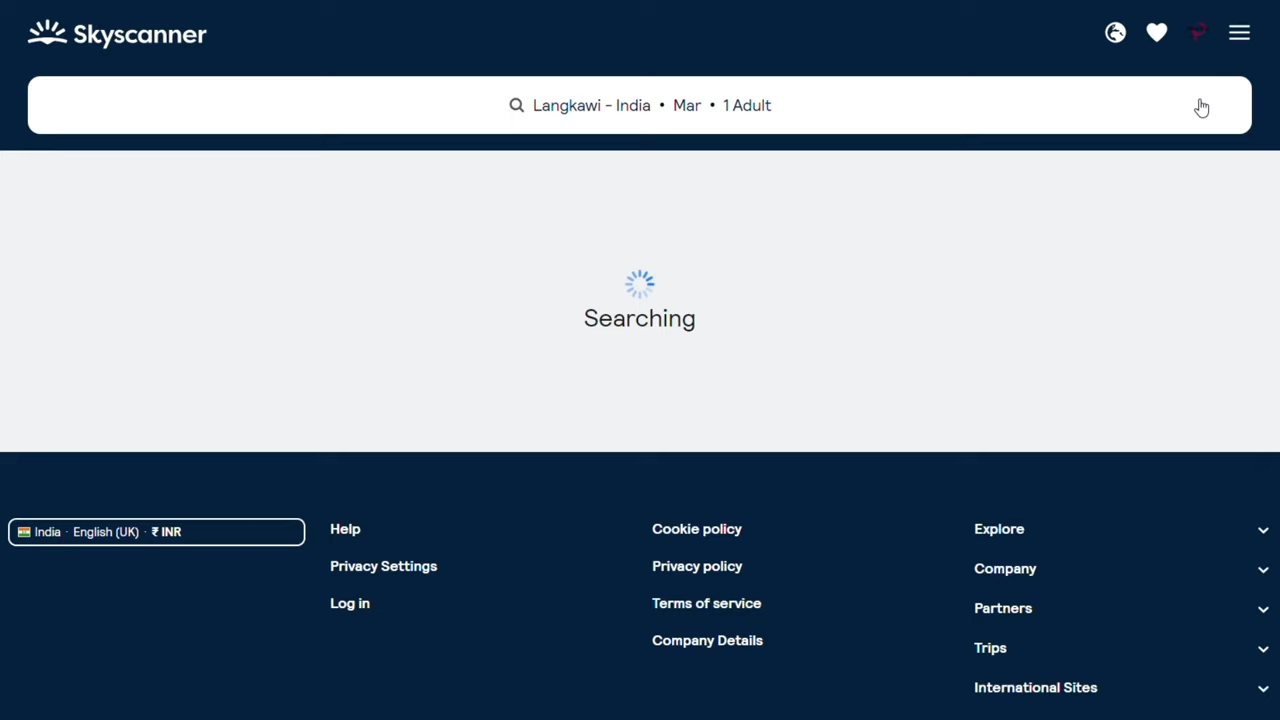 Skyscanner
Langkawi - India • Mar • 1 Adult
Searching
India · English (UK) · ₹ INR
Help
Privacy Settings
Log in
Cookie policy
Privacy policy
Terms of service
Company Details
Explore
Company
Partners
Trips
International Sites